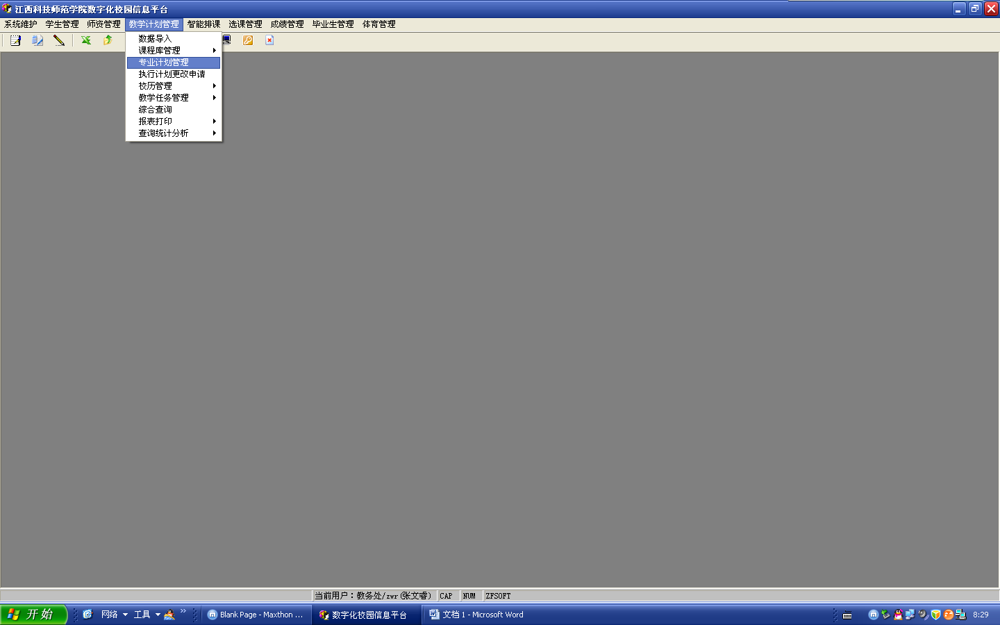 江西科技师范学院数字化校园信息平台
系统维护 学生管理 师资管理 教学计划管理 智能排课 选课管理 成绩管理 毕业生管理 体育管理
数据导入
课程库管理
专业计划管理
执行计划更改申请
校历管理
教学任务管理
综合查询
报表打印
查询统计分析
当前用户：教务处/zwr(张文睿) CAP NUM ZFSOFT
开始 网络 工具 Blank Page - Maxthon ... 数字化校园信息平台 文档 1 - Microsoft Word 8:29